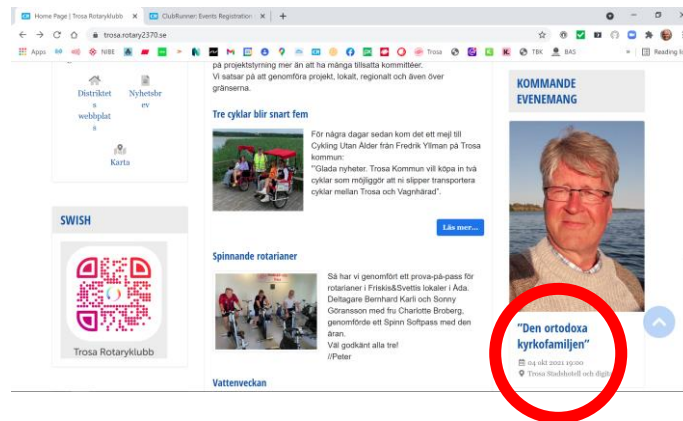 Home Page | Trosa Rotaryklubb
ClubRunner: Events Registration
trosa.rotary2370.se
Apps
NIBE
Trosa
TBK
BAS
Reading li
på projektstyrning mer än att ha många tillsatta kommittéer.
Vi satsar på att genomföra projekt, lokalt, regionalt och även över
gränserna.
Distriktet
s
webbplat
s
Nyhetsbr
ev
Karta
SWISH
Trosa Rotaryklubb
Tre cyklar blir snart fem
För några dagar sedan kom det ett mejl till
Cykling Utan Ålder från Fredrik Yllman på Trosa
kommun:
"Glada nyheter. Trosa Kommun vill köpa in två
cyklar som möjliggör att ni slipper transportera
cyklar mellan Trosa och Vagnhärad".
Läs mer...
Spinnande rotarianer
Så har vi genomfört ett prova-på-pass för
rotarianer i Friskis&Svettis lokaler i Åda.
Deltagare Bernhard Karli och Sonny
Göransson med fru Charlotte Broberg,
genomförde ett Spinn Softpass med den
äran.
Väl godkänt alla tre!
//Peter
Vattenveckan
KOMMANDE
EVENEMANG
"Den ortodoxa
kyrkofamiljen"
04 okt 2021 19:00
Trosa Stadshotell och digit